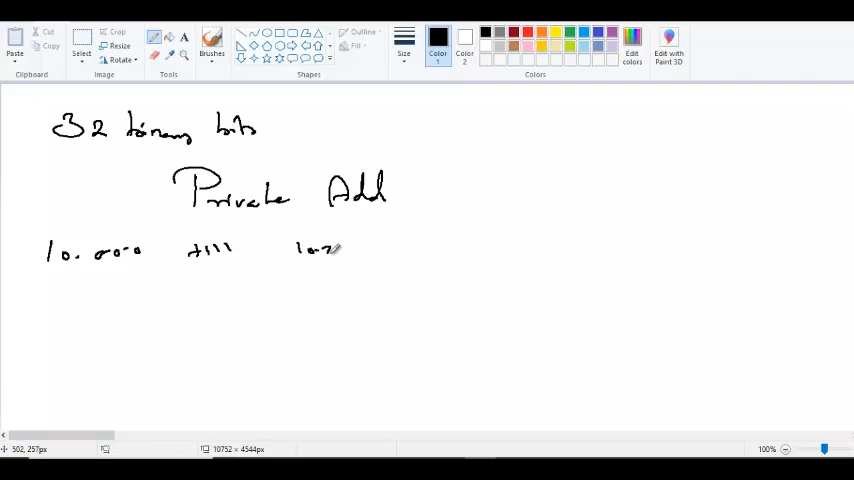 Cut
Copy
Paste
Clipboard
Crop
Resize
Rotate
Select
Image
A
Tools
Brushes
Outline
Fill
Shapes
Size
Color
1
Color
2
Edit
colors
Edit with
Paint 3D
Colors
32 binary bits
Private Add
10.0.0.0 till 10.2
502, 257px
10752 × 4544px
100%